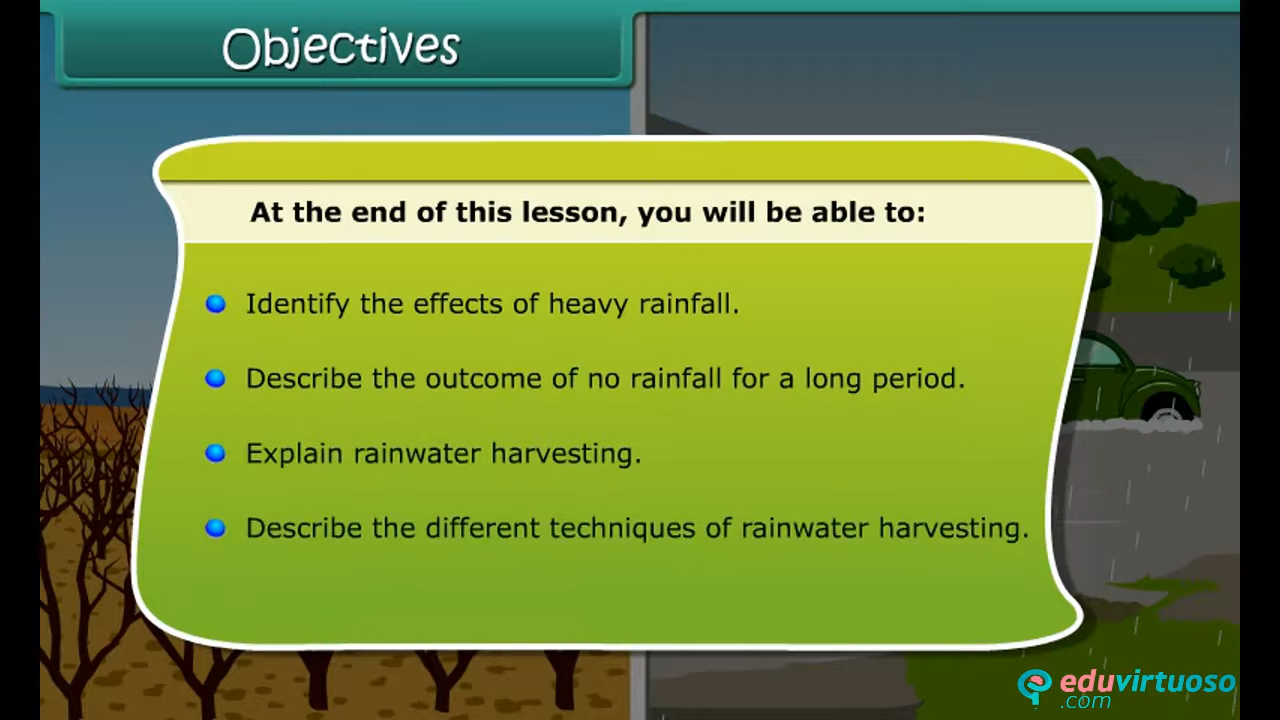 Objectives
At the end of this lesson, you will be able to:
Identify the effects of heavy rainfall.
Describe the outcome of no rainfall for a long period.
Explain rainwater harvesting.
Describe the different techniques of rainwater harvesting.
eduvirtuoso
.com